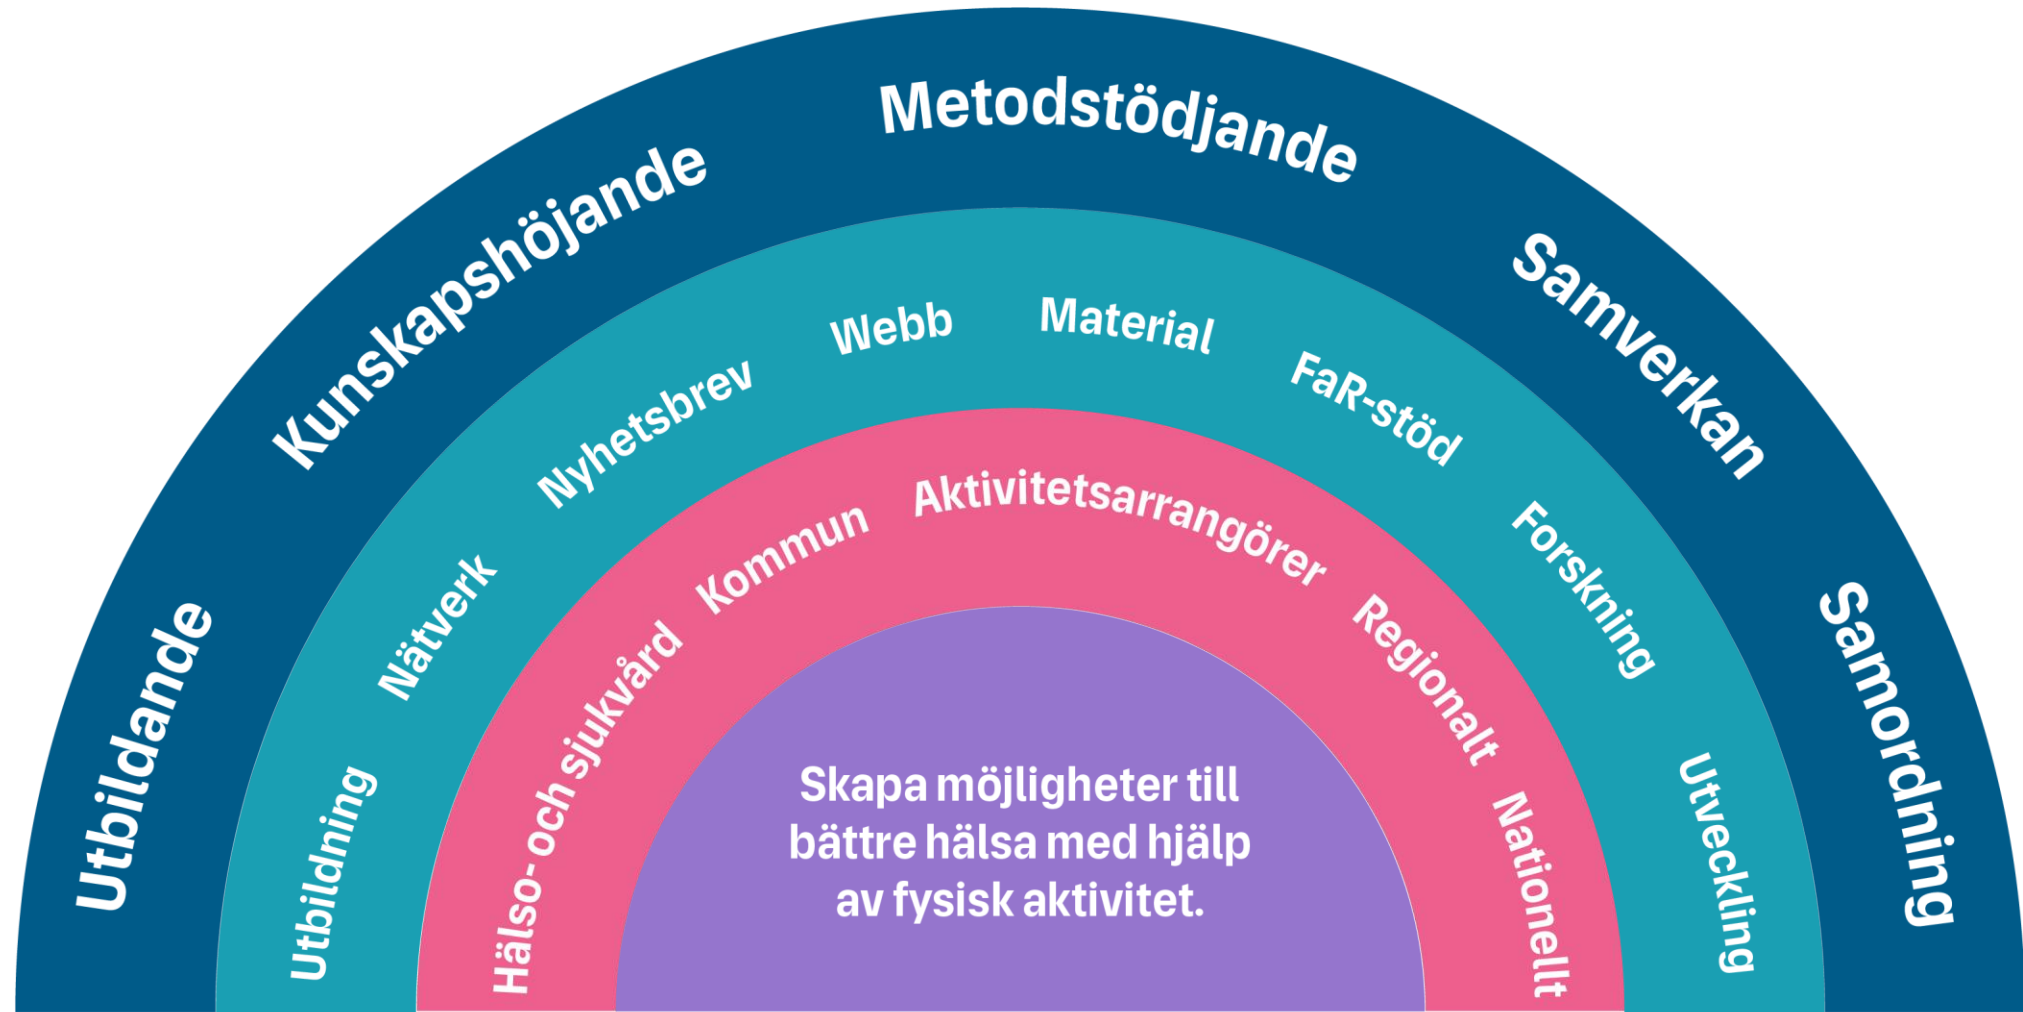 Utbildande
Kunskapshöjande
Metodstödjande
Samverkan
Samordning
Utbildning
Nätverk
Nyhetsbrev
Webb
Material
FaR-stöd
Forskning
Utveckling
Hälso- och sjukvård
Kommun
Aktivitetsarrangörer
Regionalt
Nationellt
Skapa möjligheter till
bättre hälsa med hjälp
av fysisk aktivitet.